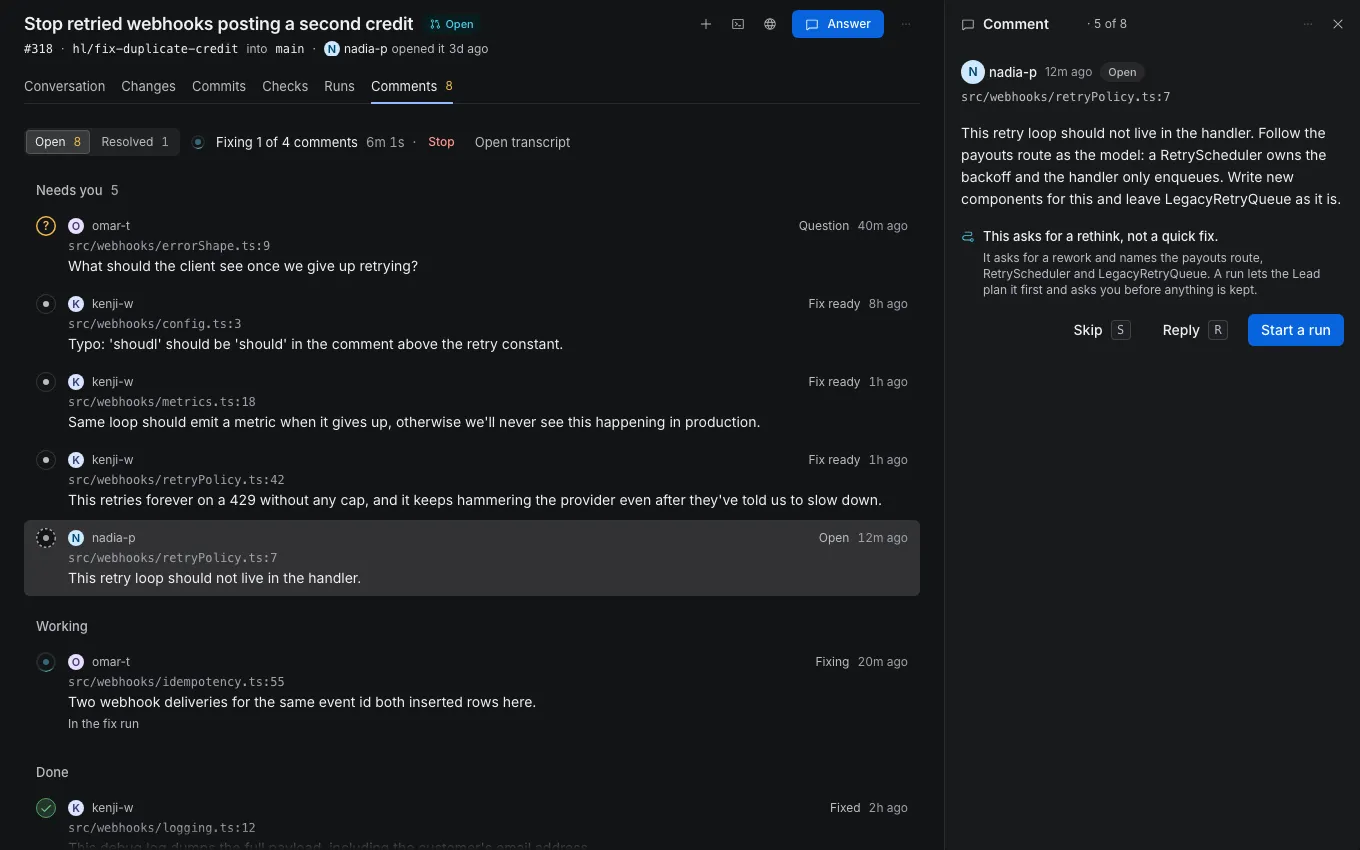 Stop retried webhooks posting a second credit Open
Answer
#318 · hl/fix-duplicate-credit into main · N nadia-p opened it 3d ago
Conversation Changes Commits Checks Runs Comments 8
Open 8 Resolved 1 Fixing 1 of 4 comments 6m 1s · Stop Open transcript
Needs you 5
? O omar-t Question 40m ago
src/webhooks/errorShape.ts:9
What should the client see once we give up retrying?
K kenji-w Fix ready 8h ago
src/webhooks/config.ts:3
Typo: 'shoudl' should be 'should' in the comment above the retry constant.
K kenji-w Fix ready 1h ago
src/webhooks/metrics.ts:18
Same loop should emit a metric when it gives up, otherwise we'll never see this happening in production.
K kenji-w Fix ready 1h ago
src/webhooks/retryPolicy.ts:42
This retries forever on a 429 without any cap, and it keeps hammering the provider even after they've told us to slow down.
N nadia-p Open 12m ago
src/webhooks/retryPolicy.ts:7
This retry loop should not live in the handler.
Working
O omar-t Fixing 20m ago
src/webhooks/idempotency.ts:55
Two webhook deliveries for the same event id both inserted rows here.
In the fix run
Done
K kenji-w Fixed 2h ago
src/webhooks/logging.ts:12
This debug log dumps the full payload, including the customer's email address.
Comment · 5 of 8
N nadia-p 12m ago Open
src/webhooks/retryPolicy.ts:7
This retry loop should not live in the handler. Follow the
payouts route as the model: a RetryScheduler owns the
backoff and the handler only enqueues. Write new
components for this and leave LegacyRetryQueue as it is.
This asks for a rethink, not a quick fix.
It asks for a rework and names the payouts route,
RetryScheduler and LegacyRetryQueue. A run lets the Lead
plan it first and asks you before anything is kept.
Skip S Reply R Start a run